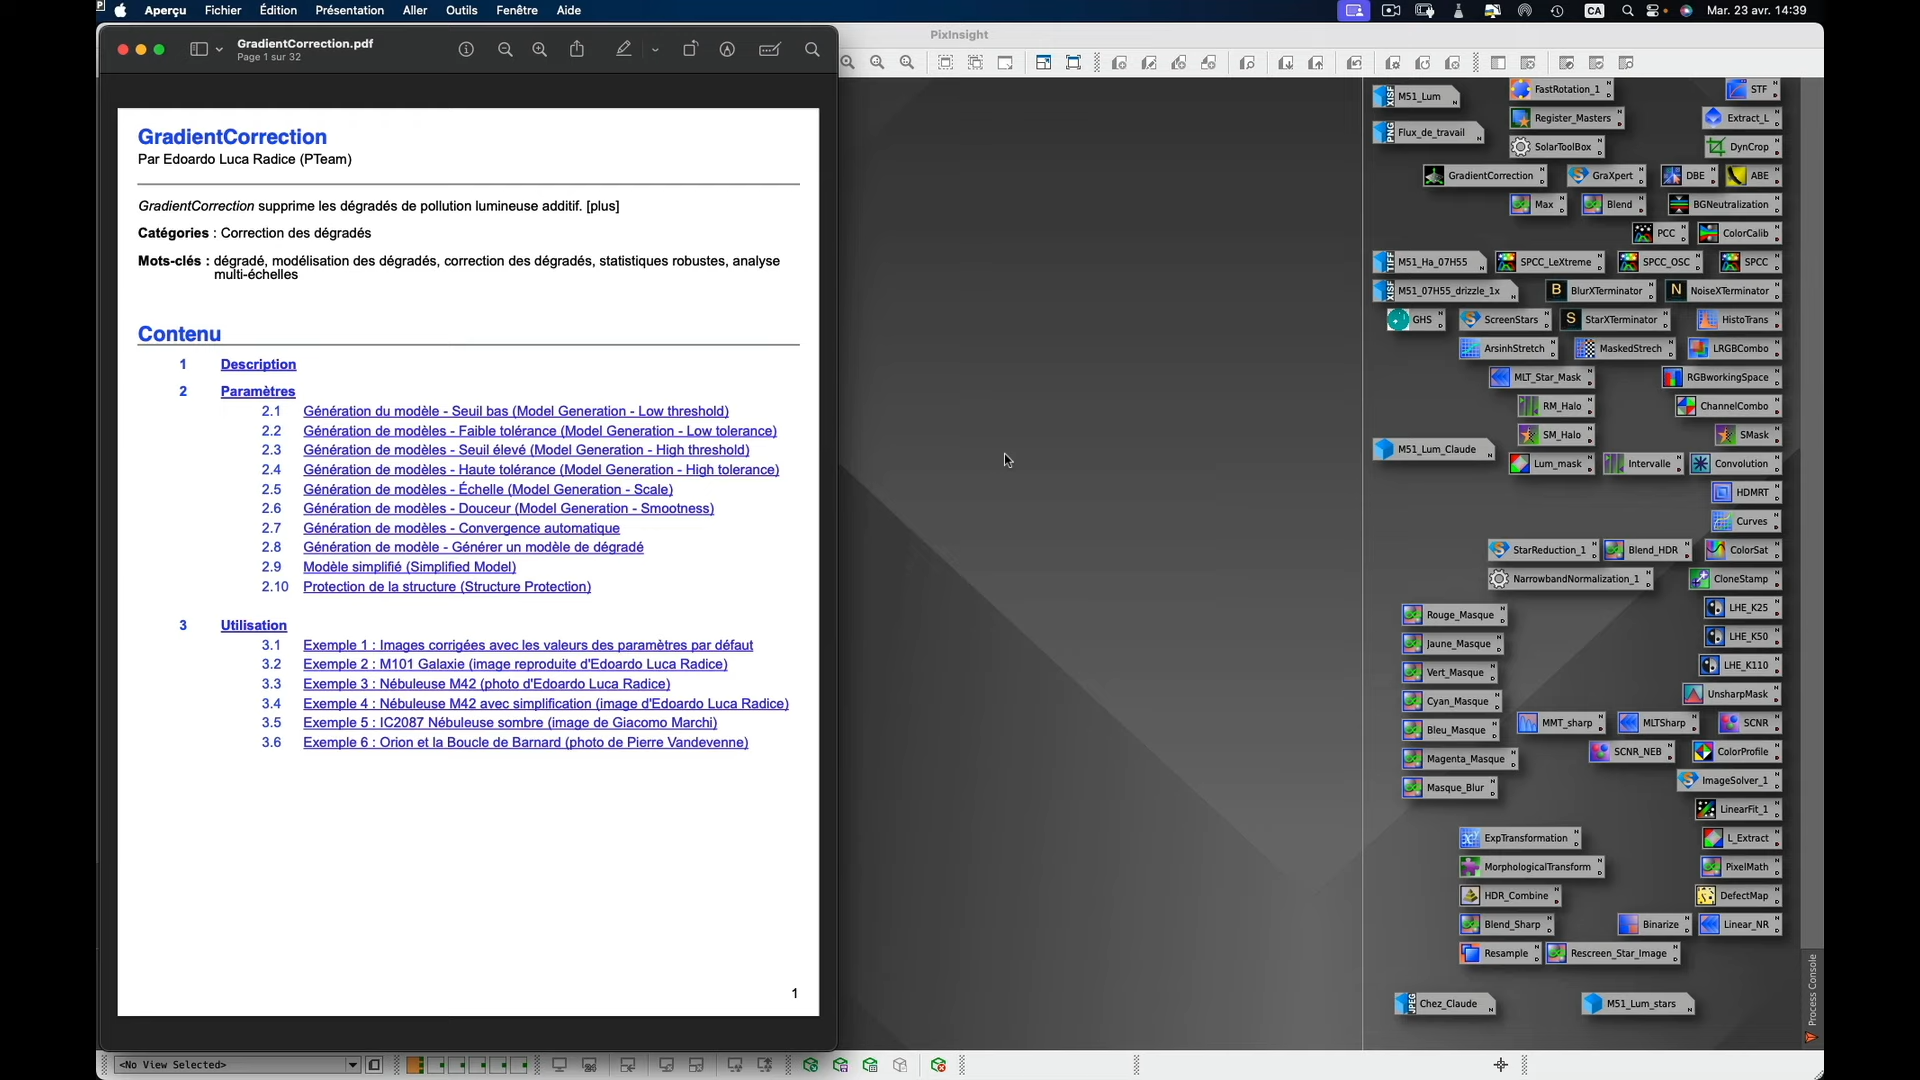 Aperçu Fichier Édition Présentation Aller Outils Fenêtre Aide
CA Mar. 23 avr. 14:39
GradientCorrection.pdf
Page 1 sur 32
PixInsight
GradientCorrection
Par Edoardo Luca Radice (PTeam)
GradientCorrection supprime les dégradés de pollution lumineuse additif. [plus]
Catégories : Correction des dégradés
Mots-clés : dégradé, modélisation des dégradés, correction des dégradés, statistiques robustes, analyse
multi-échelles
Contenu
1 Description
2 Paramètres
2.1 Génération du modèle - Seuil bas (Model Generation - Low threshold)
2.2 Génération de modèles - Faible tolérance (Model Generation - Low tolerance)
2.3 Génération de modèles - Seuil élevé (Model Generation - High threshold)
2.4 Génération de modèles - Haute tolérance (Model Generation - High tolerance)
2.5 Génération de modèles - Échelle (Model Generation - Scale)
2.6 Génération de modèles - Douceur (Model Generation - Smootness)
2.7 Génération de modèles - Convergence automatique
2.8 Génération de modèle - Générer un modèle de dégradé
2.9 Modèle simplifié (Simplified Model)
2.10 Protection de la structure (Structure Protection)
3 Utilisation
3.1 Exemple 1 : Images corrigées avec les valeurs des paramètres par défaut
3.2 Exemple 2 : M101 Galaxie (image reproduite d'Edoardo Luca Radice)
3.3 Exemple 3 : Nébuleuse M42 (photo d'Edoardo Luca Radice)
3.4 Exemple 4 : Nébuleuse M42 avec simplification (image d'Edoardo Luca Radice)
3.5 Exemple 5 : IC2087 Nébuleuse sombre (image de Giacomo Marchi)
3.6 Exemple 6 : Orion et la Boucle de Barnard (photo de Pierre Vandevenne)
1
M51_Lum FastRotation_1 STF
Flux_de_travail Register_Masters Extract_L
SolarToolBox DynCrop
GradientCorrection GraXpert DBE ABE
Max Blend BGNeutralization
PCC ColorCalib
M51_Ha_07H55 SPCC_LeXtreme SPCC_OSC SPCC
M51_07H55_drizzle_1x BlurXTerminator NoiseXTerminator
GHS ScreenStars StarXTerminator HistoTrans
ArsinhStretch MaskedStrech LRGBCombo
MLT_Star_Mask RGBworkingSpace
RM_Halo ChannelCombo
SM_Halo SMask
M51_Lum_Claude Lum_mask Intervalle Convolution
HDMRT
Curves
StarReduction_1 Blend_HDR ColorSat
NarrowbandNormalization_1 CloneStamp
Rouge_Masque LHE_K25
Jaune_Masque LHE_K50
Vert_Masque LHE_K110
Cyan_Masque UnsharpMask
Bleu_Masque MMT_sharp MLTSharp SCNR
Magenta_Masque SCNR_NEB ColorProfile
Masque_Blur ImageSolver_1
LinearFit_1
ExpTransformation L_Extract
MorphologicalTransform PixelMath
HDR_Combine DefectMap
Blend_Sharp Binarize Linear_NR
Resample Rescreen_Star_Image
Chez_Claude M51_Lum_stars
Process Console
<No View Selected>